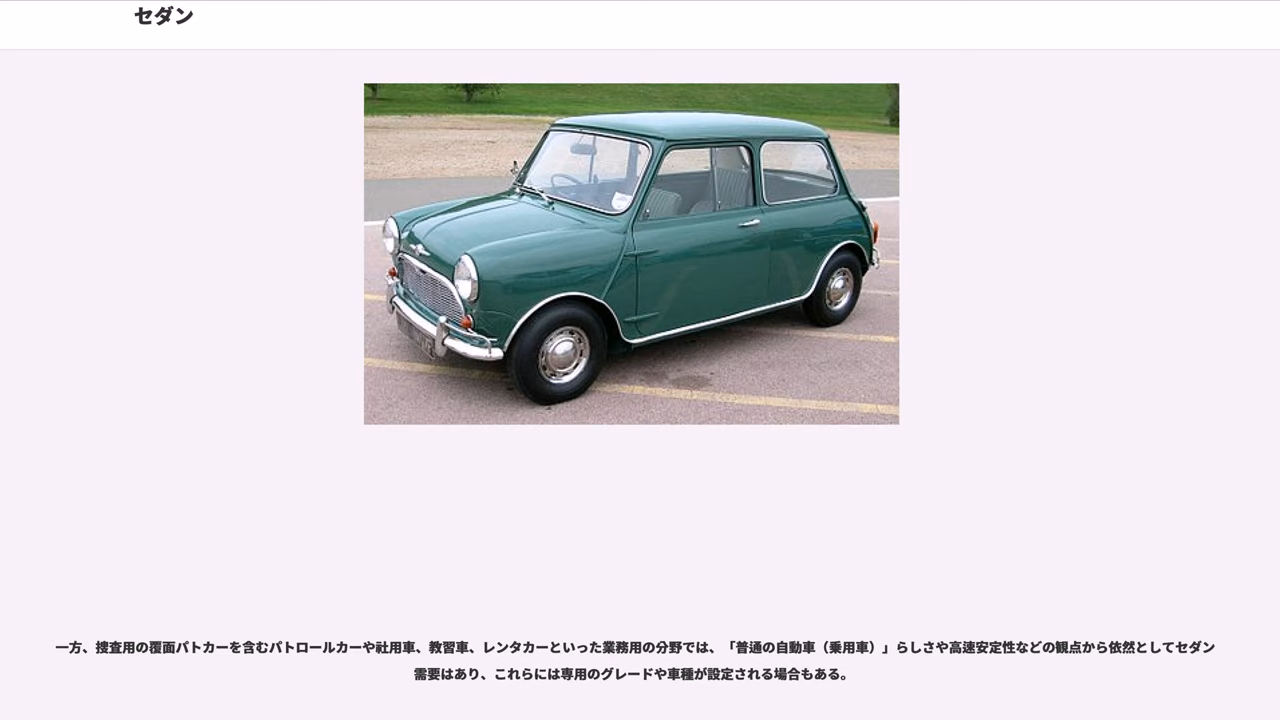 セダン
一方、捜査用の覆面パトカーを含むパトロールカーや社用車、教習車、レンタカーといった業務用の分野では、「普通の自動車（乗用車）」らしさや高速安定性などの観点から依然としてセダン
需要はあり、これらには専用のグレードや車種が設定される場合もある。